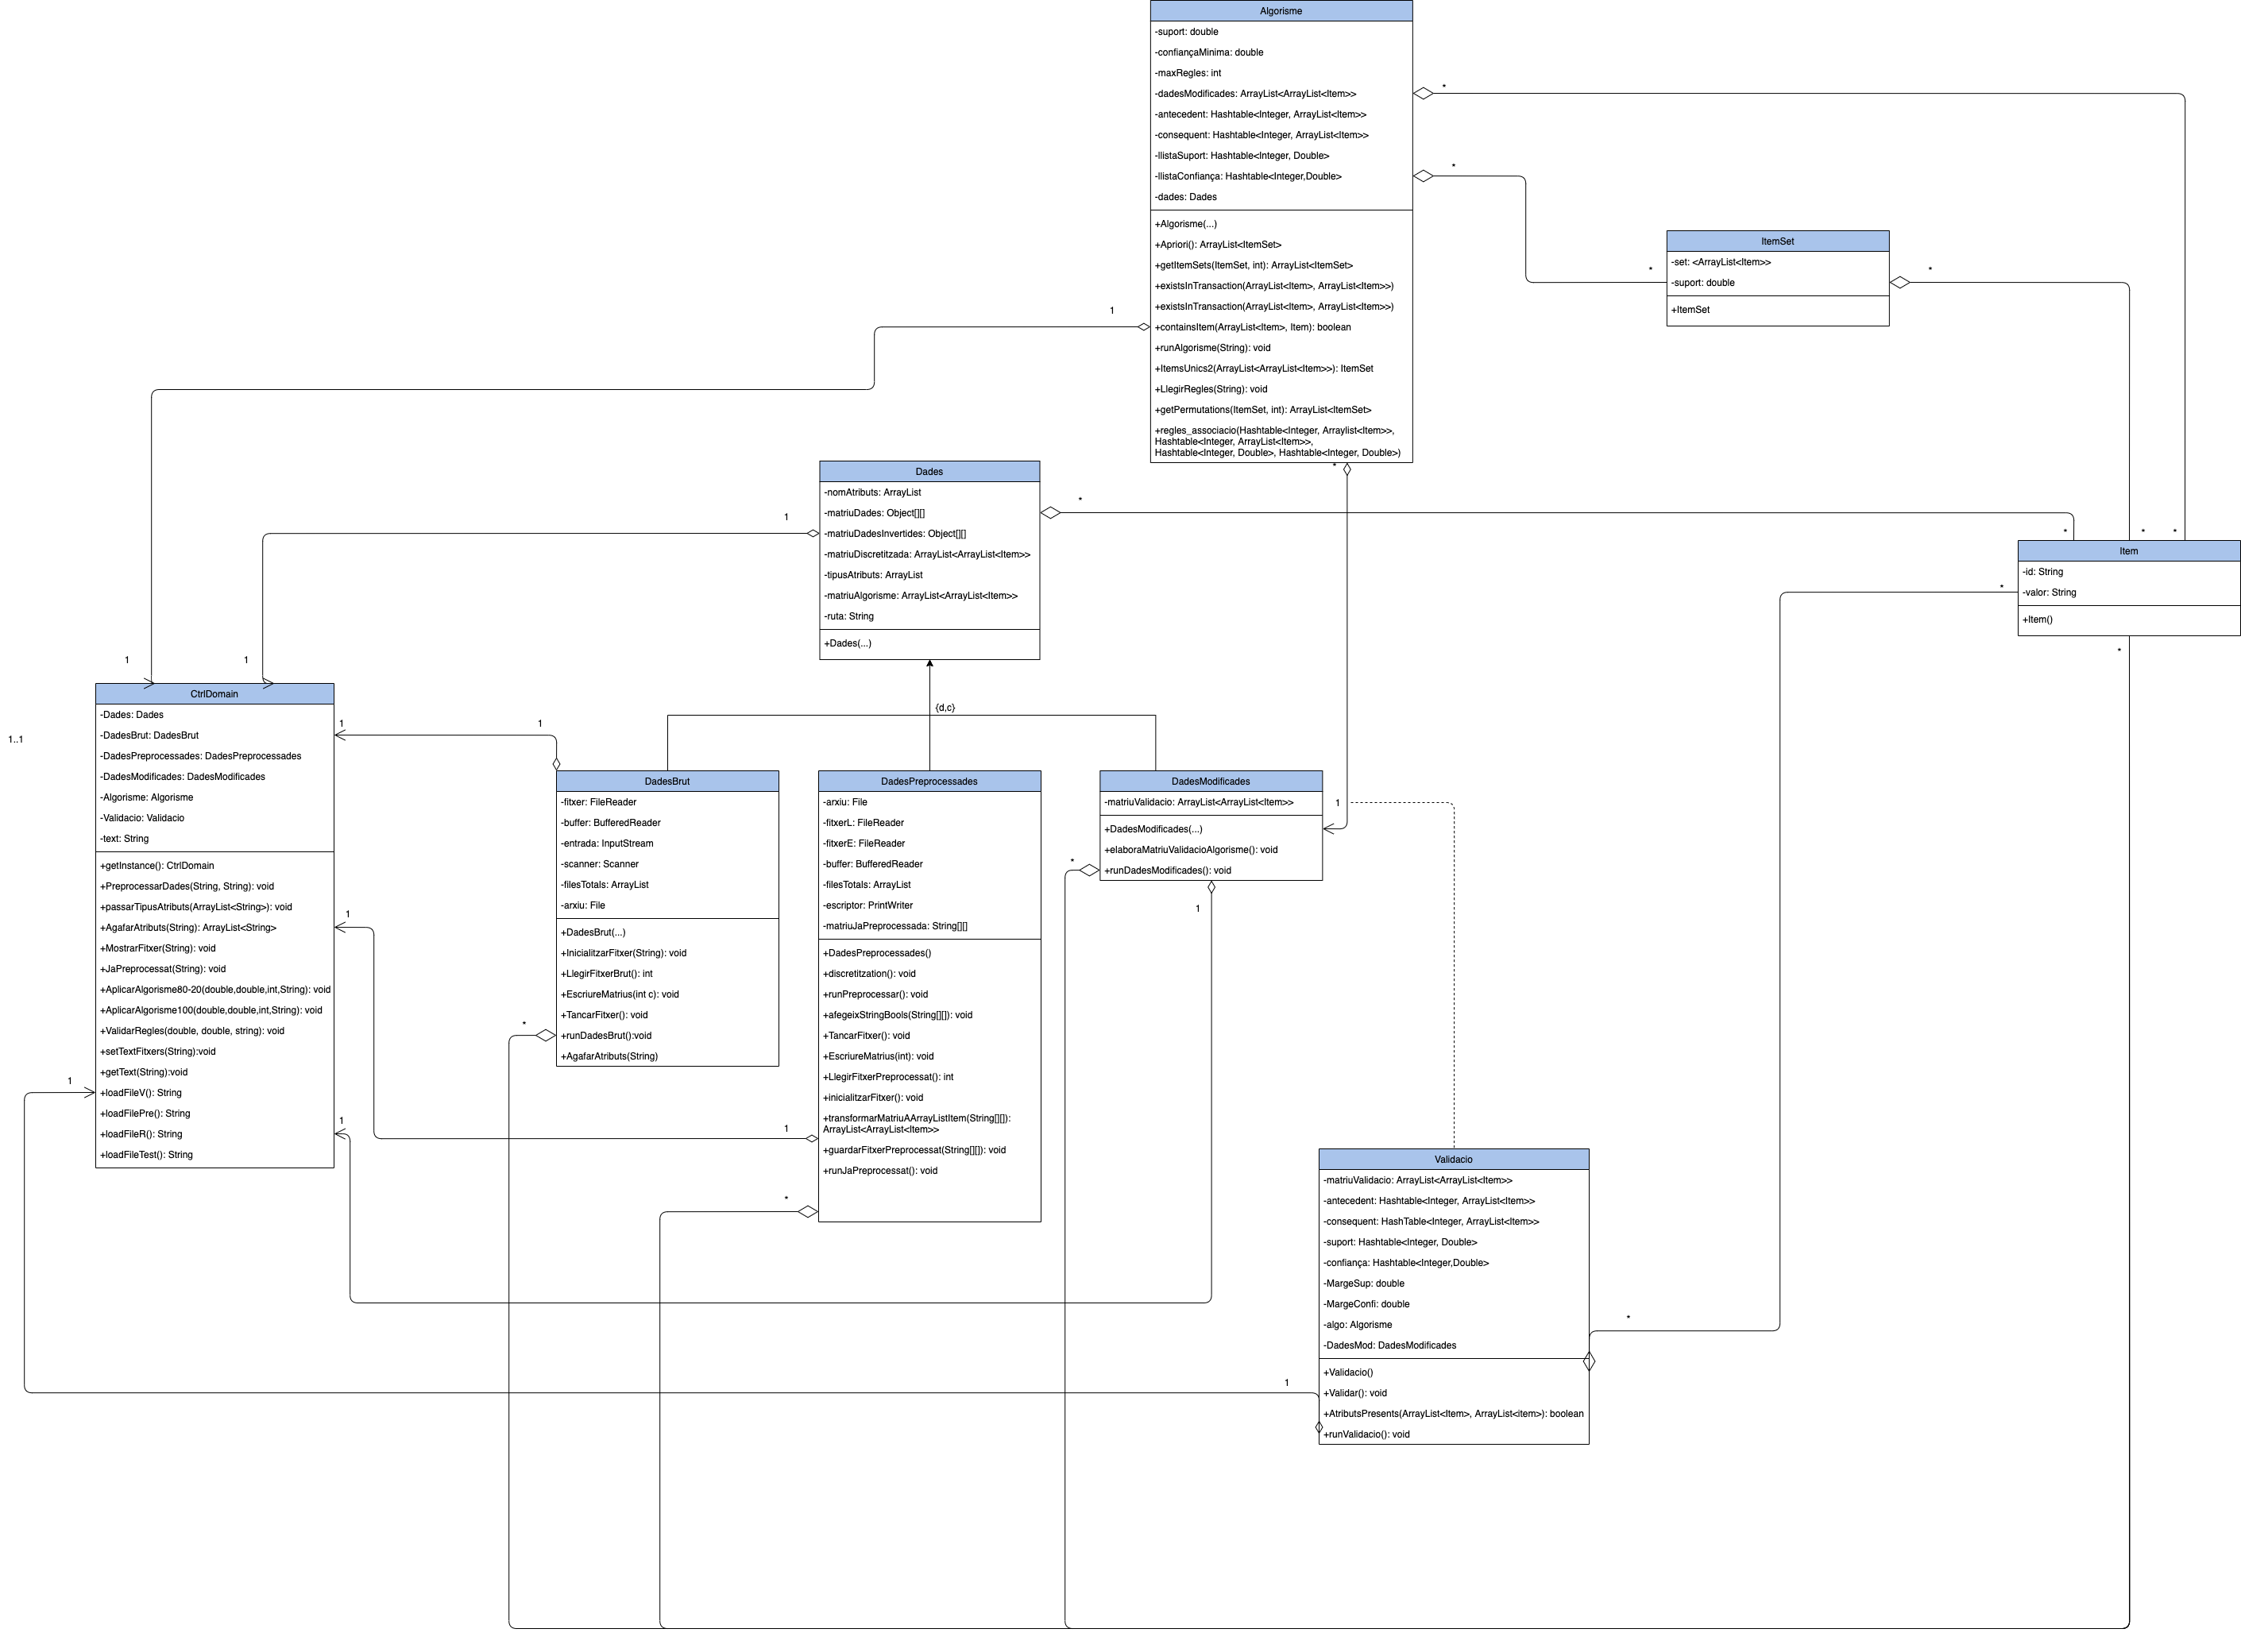 Algorisme
-suport: double
-confiançaMinima: double
-maxRegles: int
-dadesModificades: ArrayList<ArrayList<Item>>
-antecedent: Hashtable<Integer, ArrayList<Item>>
-consequent: Hashtable<Integer, ArrayList<Item>>
-llistaSuport: Hashtable<Integer, Double>
-llistaConfiança: Hashtable<Integer,Double>
-dades: Dades
+Algorisme(...)
+Apriori(): ArrayList<ItemSet>
+getItemSets(ItemSet, int): ArrayList<ItemSet>
+existsInTransaction(ArrayList<Item>, ArrayList<Item>>)
+existsInTransaction(ArrayList<Item>, ArrayList<Item>>)
+containsItem(ArrayList<Item>, Item): boolean
+runAlgorisme(String): void
+ItemsUnics2(ArrayList<ArrayList<Item>>): ItemSet
+LlegirRegles(String): void
+getPermutations(ItemSet, int): ArrayList<ItemSet>
+regles_associacio(Hashtable<Integer, Arraylist<Item>>,
Hashtable<Integer, ArrayList<Item>>,
Hashtable<Integer, Double>, Hashtable<Integer, Double>)
*
*
*
*
1
ItemSet
-set: <ArrayList<Item>>
-suport: double
+ItemSet
*
Dades
-nomAtributs: ArrayList
-matriuDades: Object[][]
-matriuDadesInvertides: Object[][]
-matriuDiscretitzada: ArrayList<ArrayList<Item>>
-tipusAtributs: ArrayList
-matriuAlgorisme: ArrayList<ArrayList<Item>>
-ruta: String
+Dades(...)
*
1
*
*
*
Item
-id: String
-valor: String
+Item()
*
*
1
1
1..1
CtrlDomain
-Dades: Dades
-DadesBrut: DadesBrut
-DadesPreprocessades: DadesPreprocessades
-DadesModificades: DadesModificades
-Algorisme: Algorisme
-Validacio: Validacio
-text: String
+getInstance(): CtrlDomain
+PreprocessarDades(String, String): void
+passarTipusAtributs(ArrayList<String>): void
+AgafarAtributs(String): ArrayList<String>
+MostrarFitxer(String): void
+JaPreprocessat(String): void
+AplicarAlgorisme80-20(double,double,int,String): void
+AplicarAlgorisme100(double,double,int,String): void
+ValidarRegles(double, double, string): void
+setTextFitxers(String):void
+getText(String):void
+loadFileV(): String
+loadFilePre(): String
+loadFileR(): String
+loadFileTest(): String
1
1
{d,c}
1
1
1
DadesBrut
-fitxer: FileReader
-buffer: BufferedReader
-entrada: InputStream
-scanner: Scanner
-filesTotals: ArrayList
-arxiu: File
+DadesBrut(...)
+InicialitzarFitxer(String): void
+LlegirFitxerBrut(): int
+EscriureMatrius(int c): void
+TancarFitxer(): void
+runDadesBrut():void
+AgafarAtributs(String)
*
DadesPreprocessades
-arxiu: File
-fitxerL: FileReader
-fitxerE: FileReader
-buffer: BufferedReader
-filesTotals: ArrayList
-escriptor: PrintWriter
-matriuJaPreprocessada: String[][]
+DadesPreprocessades()
+discretitzation(): void
+runPreprocessar(): void
+afegeixStringBools(String[][]): void
+TancarFitxer(): void
+EscriureMatrius(int): void
+LlegirFitxerPreprocessat(): int
+inicialitzarFitxer(): void
+transformarMatriuAArrayListItem(String[][]):
ArrayList<ArrayList<Item>>
+guardarFitxerPreprocessat(String[][]): void
+runJaPreprocessat(): void
1
*
DadesModificades
-matriuValidacio: ArrayList<ArrayList<Item>>
+DadesModificades(...)
+elaboraMatriuValidacioAlgorisme(): void
+runDadesModificades(): void
1
*
1
Validacio
-matriuValidacio: ArrayList<ArrayList<Item>>
-antecedent: Hashtable<Integer, ArrayList<Item>>
-consequent: HashTable<Integer, ArrayList<Item>>
-suport: Hashtable<Integer, Double>
-confiança: Hashtable<Integer,Double>
-MargeSup: double
-MargeConfi: double
-algo: Algorisme
-DadesMod: DadesModificades
+Validacio()
+Validar(): void
+AtributsPresents(ArrayList<Item>, ArrayList<item>): boolean
+runValidacio(): void
*
1